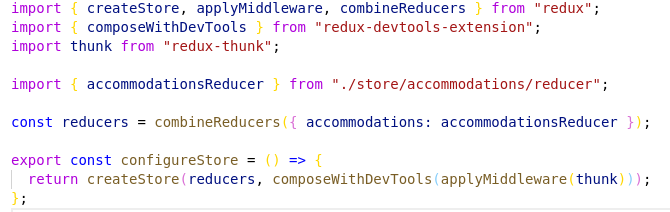 import { createStore, applyMiddleware, combineReducers } from "redux";
import { composeWithDevTools } from "redux-devtools-extension";
import thunk from "redux-thunk";

import { accommodationsReducer } from "./store/accommodations/reducer";

const reducers = combineReducers({ accommodations: accommodationsReducer });

export const configureStore = () => {
  return createStore(reducers, composeWithDevTools(applyMiddleware(thunk)));
};